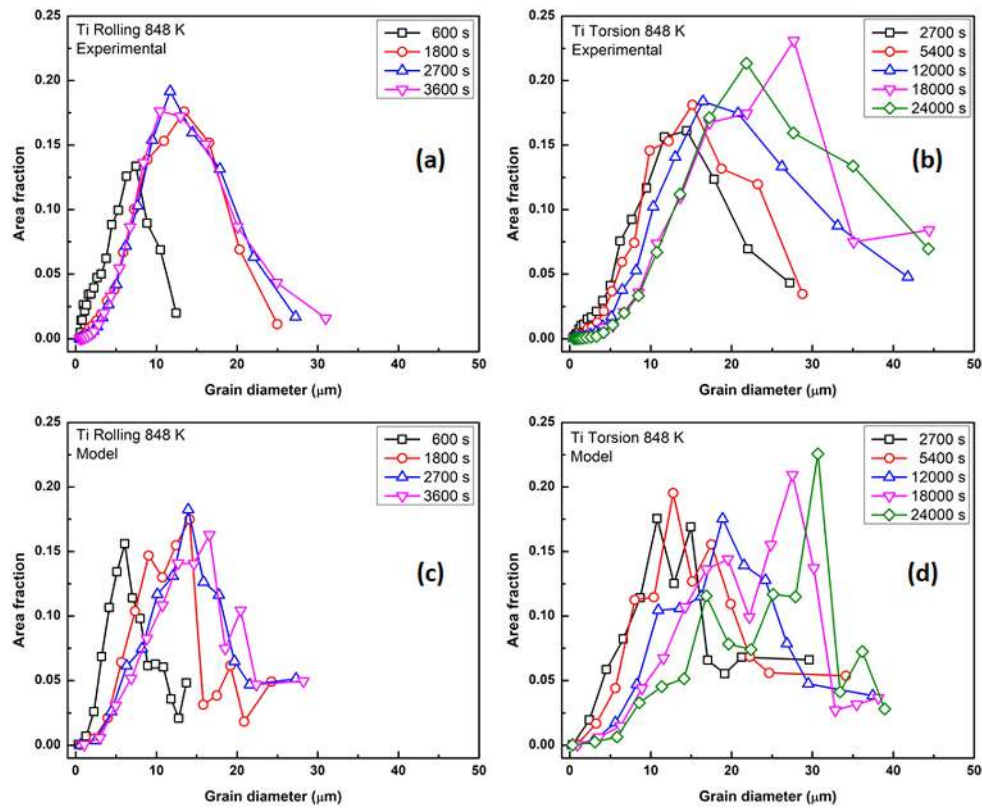 Ti Rolling 848 K
Experimental
600 s
1800 s
2700 s
3600 s
(a)
0.25
0.20
0.15
0.10
0.05
0.00
Area fraction
0 10 20 30 40 50
Grain diameter (μm)
Ti Torsion 848 K
Experimental
2700 s
5400 s
12000 s
18000 s
24000 s
(b)
0.25
0.20
0.15
0.10
0.05
0.00
Area fraction
0 10 20 30 40 50
Grain diameter (μm)
Ti Rolling 848 K
Model
600 s
1800 s
2700 s
3600 s
(c)
0.25
0.20
0.15
0.10
0.05
0.00
Area fraction
0 10 20 30 40 50
Grain diameter (μm)
Ti Torsion 848 K
Model
2700 s
5400 s
12000 s
18000 s
24000 s
(d)
0.25
0.20
0.15
0.10
0.05
0.00
Area fraction
0 10 20 30 40 50
Grain diameter (μm)